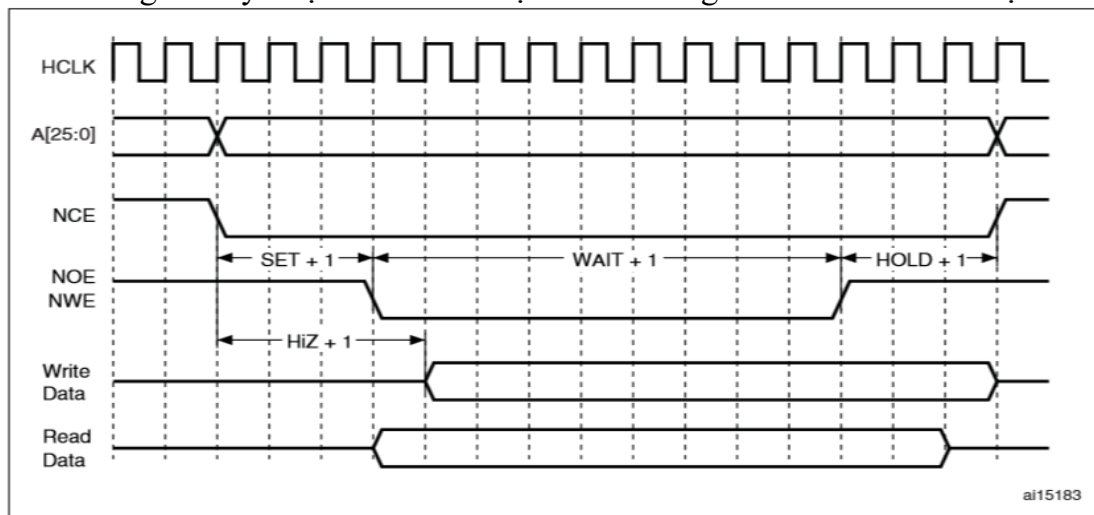 HCLK
A[25:0]
NCE
SET + 1
WAIT + 1
HOLD + 1
NOE
NWE
HiZ + 1
Write
Data
Read
Data
ai15183